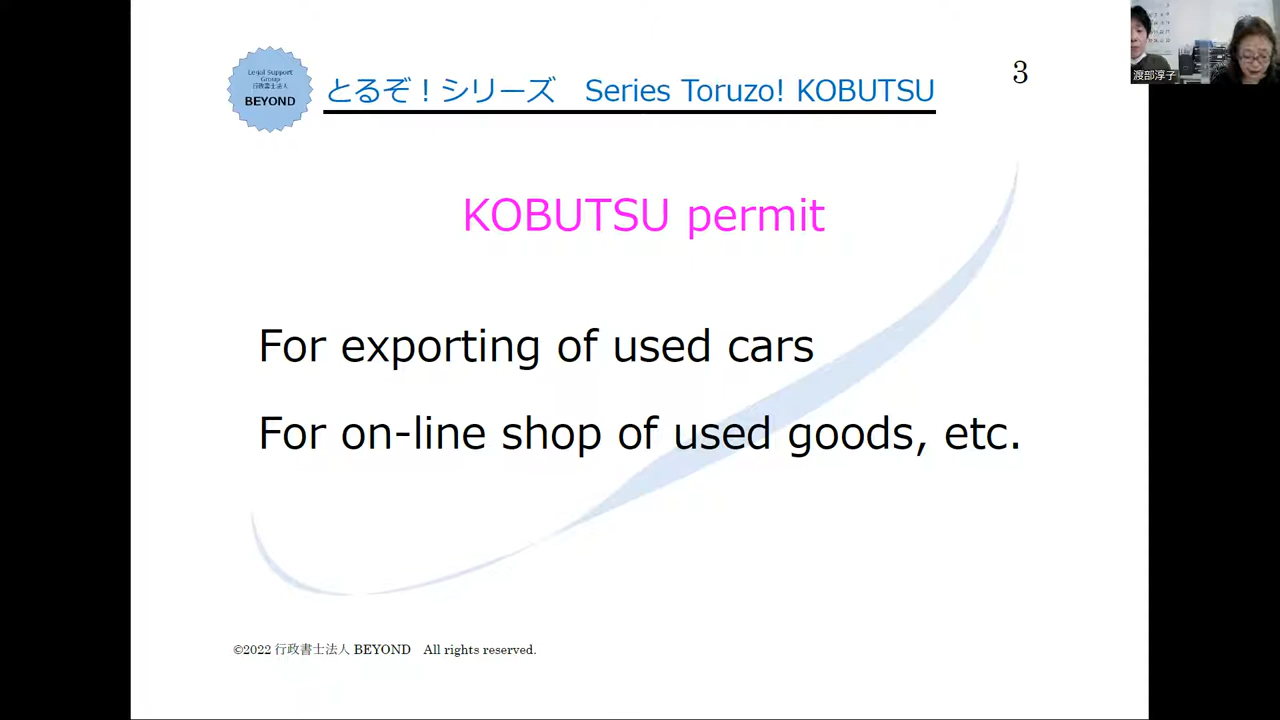 Legal Support
Group
行政書士法人
BEYOND
とるぞ！シリーズ　Series Toruzo! KOBUTSU
3
渡部淳子
KOBUTSU permit
For exporting of used cars
For on-line shop of used goods, etc.
©2022 行政書士法人 BEYOND　All rights reserved.